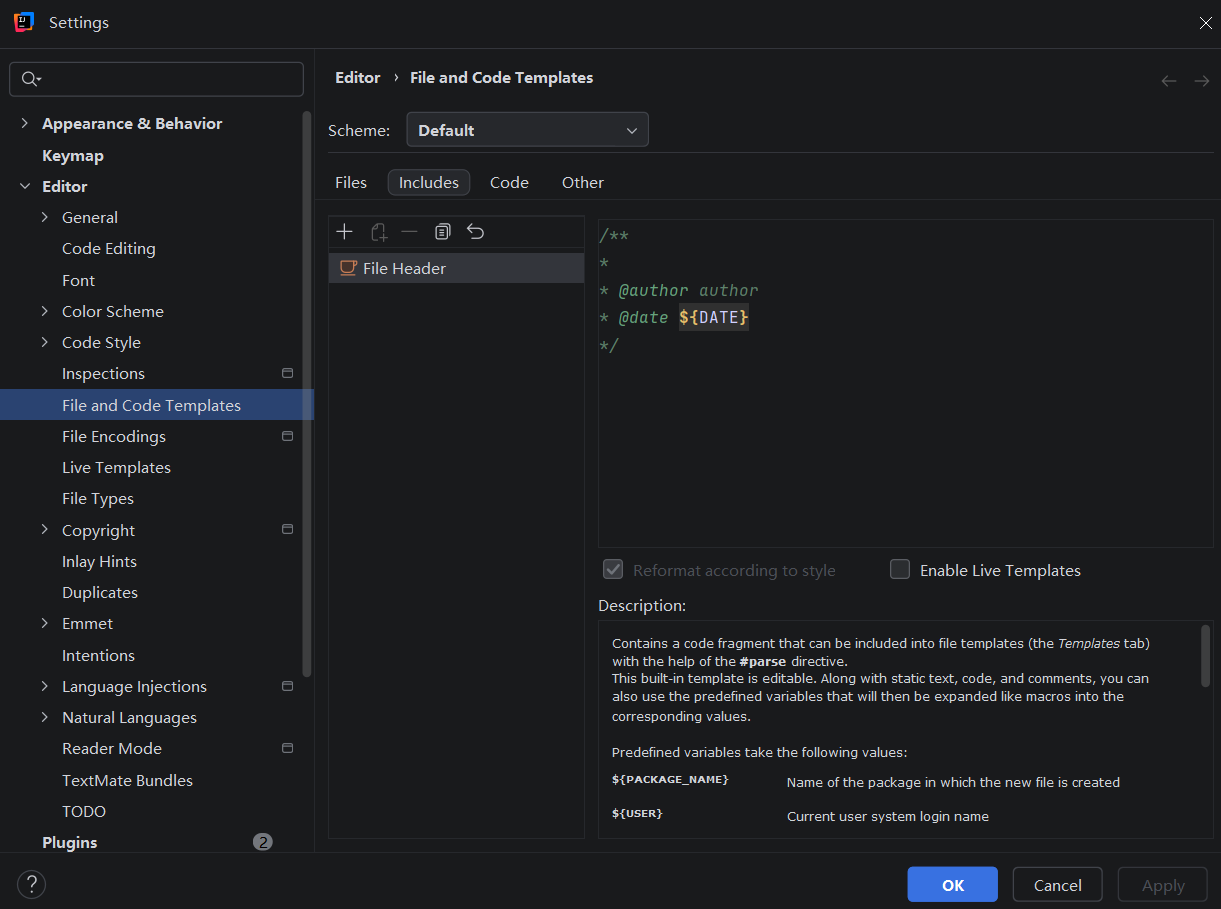 Settings
Editor › File and Code Templates
Appearance & Behavior
Keymap
Editor
General
Code Editing
Font
Color Scheme
Code Style
Inspections
File and Code Templates
File Encodings
Live Templates
File Types
Copyright
Inlay Hints
Duplicates
Emmet
Intentions
Language Injections
Natural Languages
Reader Mode
TextMate Bundles
TODO
Plugins 2
Scheme: Default
Files Includes Code Other
File Header
/**
*
* @author author
* @date ${DATE}
*/
Reformat according to style Enable Live Templates
Description:
Contains a code fragment that can be included into file templates (the Templates tab)
with the help of the #parse directive.
This built-in template is editable. Along with static text, code, and comments, you can
also use the predefined variables that will then be expanded like macros into the
corresponding values.
Predefined variables take the following values:
${PACKAGE_NAME} Name of the package in which the new file is created
${USER} Current user system login name
? OK Cancel Apply